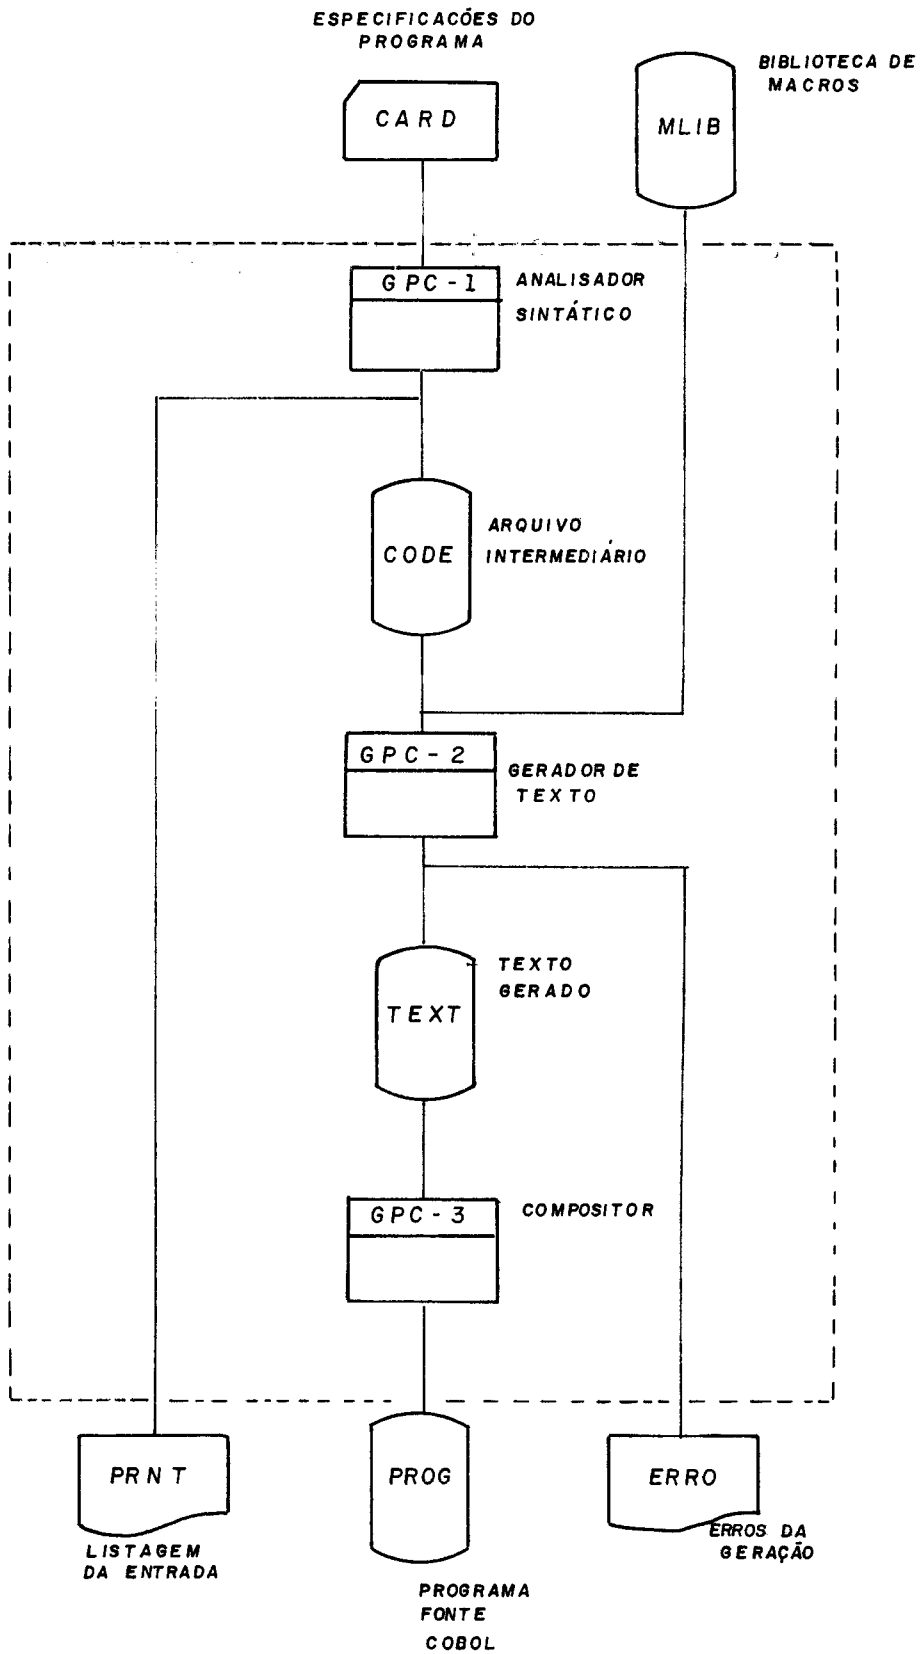 ESPECIFICACÕES DO
PROGRAMA
CARD
BIBLIOTECA DE
MACROS
MLIB
GPC-1
ANALISADOR
SINTÁTICO
CODE
ARQUIVO
INTERMEDIÁRIO
GPC-2
GERADOR DE
TEXTO
TEXT
TEXTO
GERADO
GPC-3
COMPOSITOR
PRNT
LISTAGEM
DA ENTRADA
PROG
PROGRAMA
FONTE
COBOL
ERRO
ERROS DA
GERAÇÃO